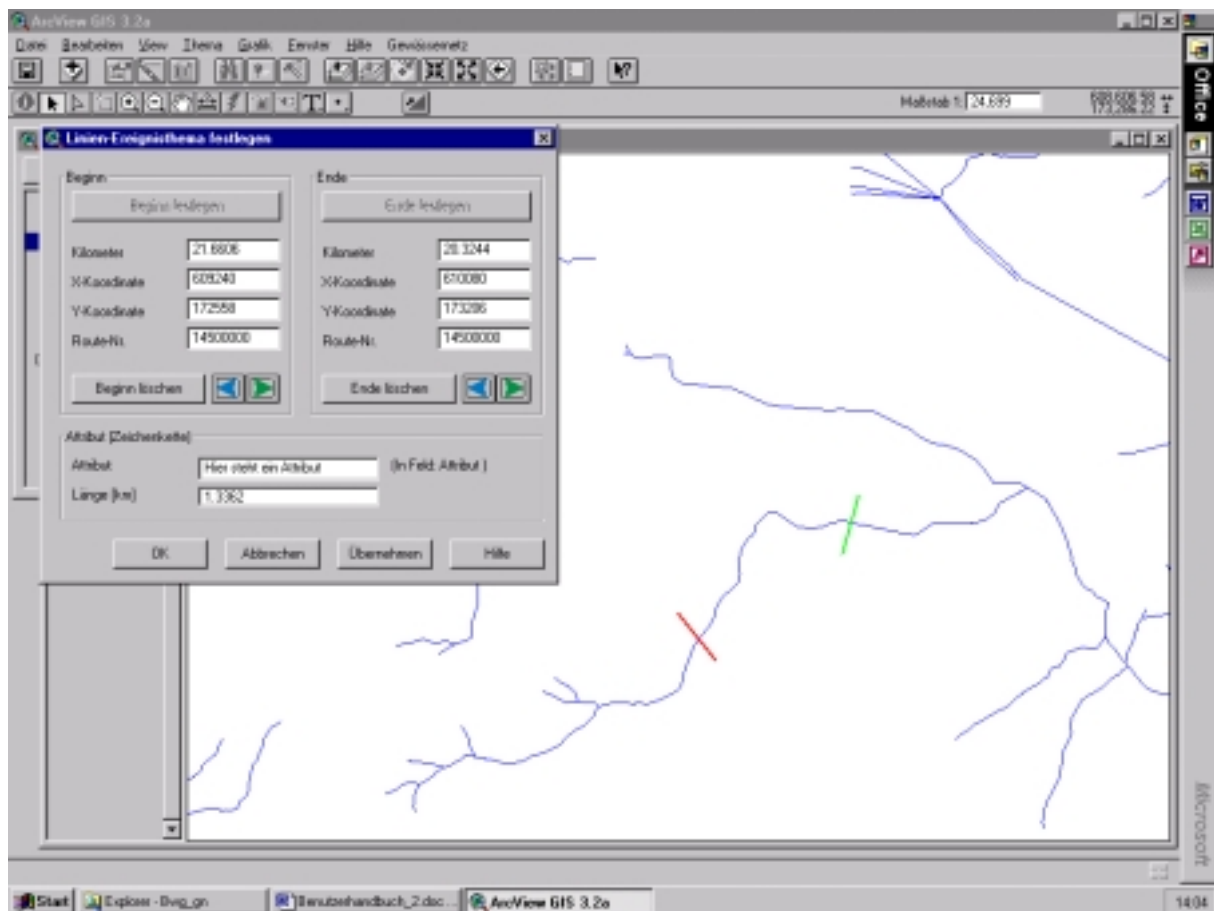 ArcView GIS 3.2a
Datei Bearbeiten View Thema Grafik Fenster Hilfe Gewässernetz
Maßstab 1: 24,699
Office
Linien-Ereignisthema festlegen
Beginn
Ende
Beginn festlegen
Ende festlegen
Kilometer 21.6606
Kilometer 20.3244
X-Koordinate 609240
X-Koordinate 610080
Y-Koordinate 172558
Y-Koordinate 173206
Route-Nr. 14500000
Route-Nr. 14500000
Beginn löschen
Ende löschen
Attribut (Zeichenkette)
Attribut Hier steht ein Attribut (In Feld: Attribut )
Länge [km] 1.3362
OK Abbrechen Übernehmen Hilfe
Microsoft
Start Explorer - Bwg_gn Benutzerhandbuch_2.doc... ArcView GIS 3.2a 14:04